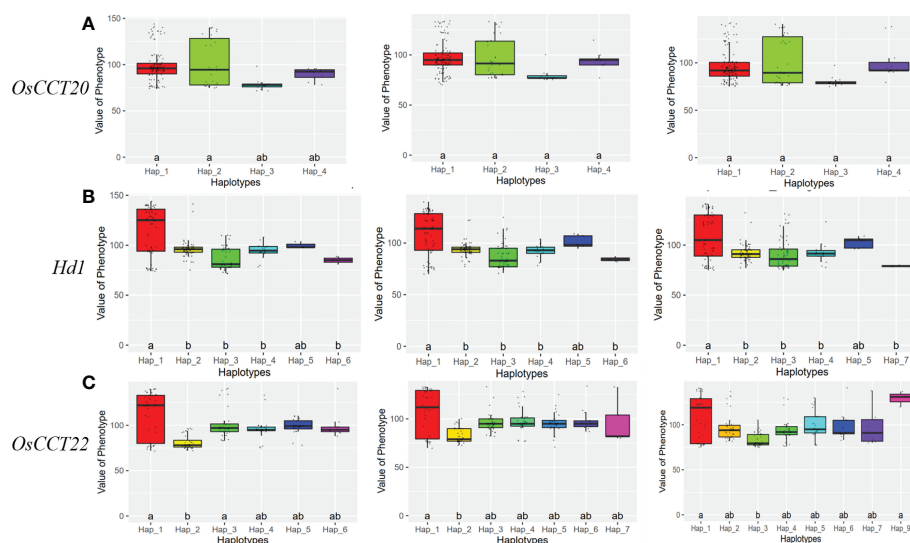 A
OsCCT20
Value of Phenotype
150
100
50
0
a a ab ab
Hap_1 Hap_2 Hap_3 Hap_4
Haplotypes
Value of Phenotype
100
50
0
a a a a
Hap_1 Hap_2 Hap_3 Hap_4
Haplotypes
Value of Phenotype
100
50
0
a a a a
Hap_1 Hap_2 Hap_3 Hap_4
Haplotypes
B
Hd1
Value of Phenotype
150
100
50
0
a b b b ab b
Hap_1 Hap_2 Hap_3 Hap_4 Hap_5 Hap_6
Haplotypes
Value of Phenotype
100
50
0
a b b b ab b
Hap_1 Hap_2 Hap_3 Hap_4 Hap_5 Hap_6
Haplotypes
Value of Phenotype
100
50
0
a b b b ab b
Hap_1 Hap_2 Hap_3 Hap_4 Hap_5 Hap_7
Haplotypes
C
OsCCT22
Value of Phenotype
100
50
0
a b a ab ab ab
Hap_1 Hap_2 Hap_3 Hap_4 Hap_5 Hap_6
Haplotypes
Value of Phenotype
100
50
0
a b ab ab ab ab ab
Hap_1 Hap_2 Hap_3 Hap_4 Hap_5 Hap_6 Hap_7
Haplotypes
Value of Phenotype
100
50
0
a ab b ab ab ab ab a
Hap_1 Hap_2 Hap_3 Hap_4 Hap_5 Hap_6 Hap_7 Hap_9
Haplotypes